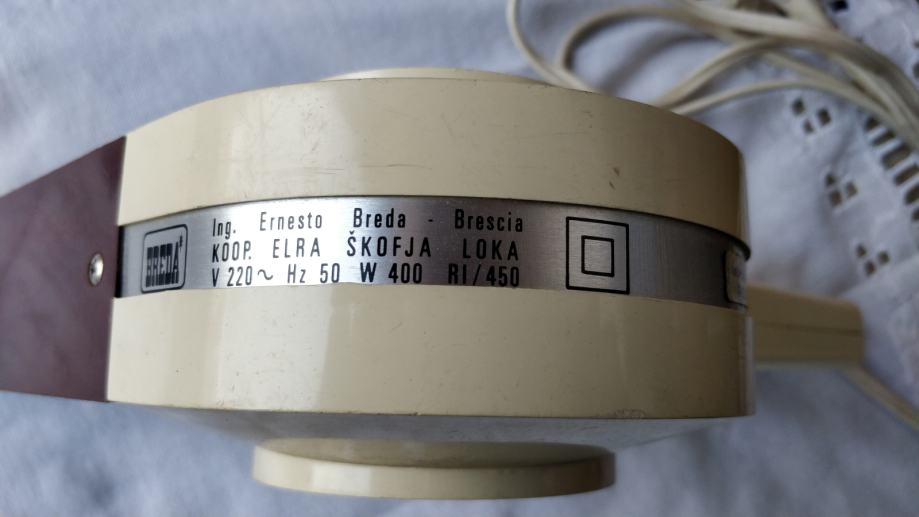 BREDA
Ing. Ernesto Breda - Brescia
KOOP. ELRA ŠKOFJA LOKA
V 220 ~ Hz 50 W 400 RI/450